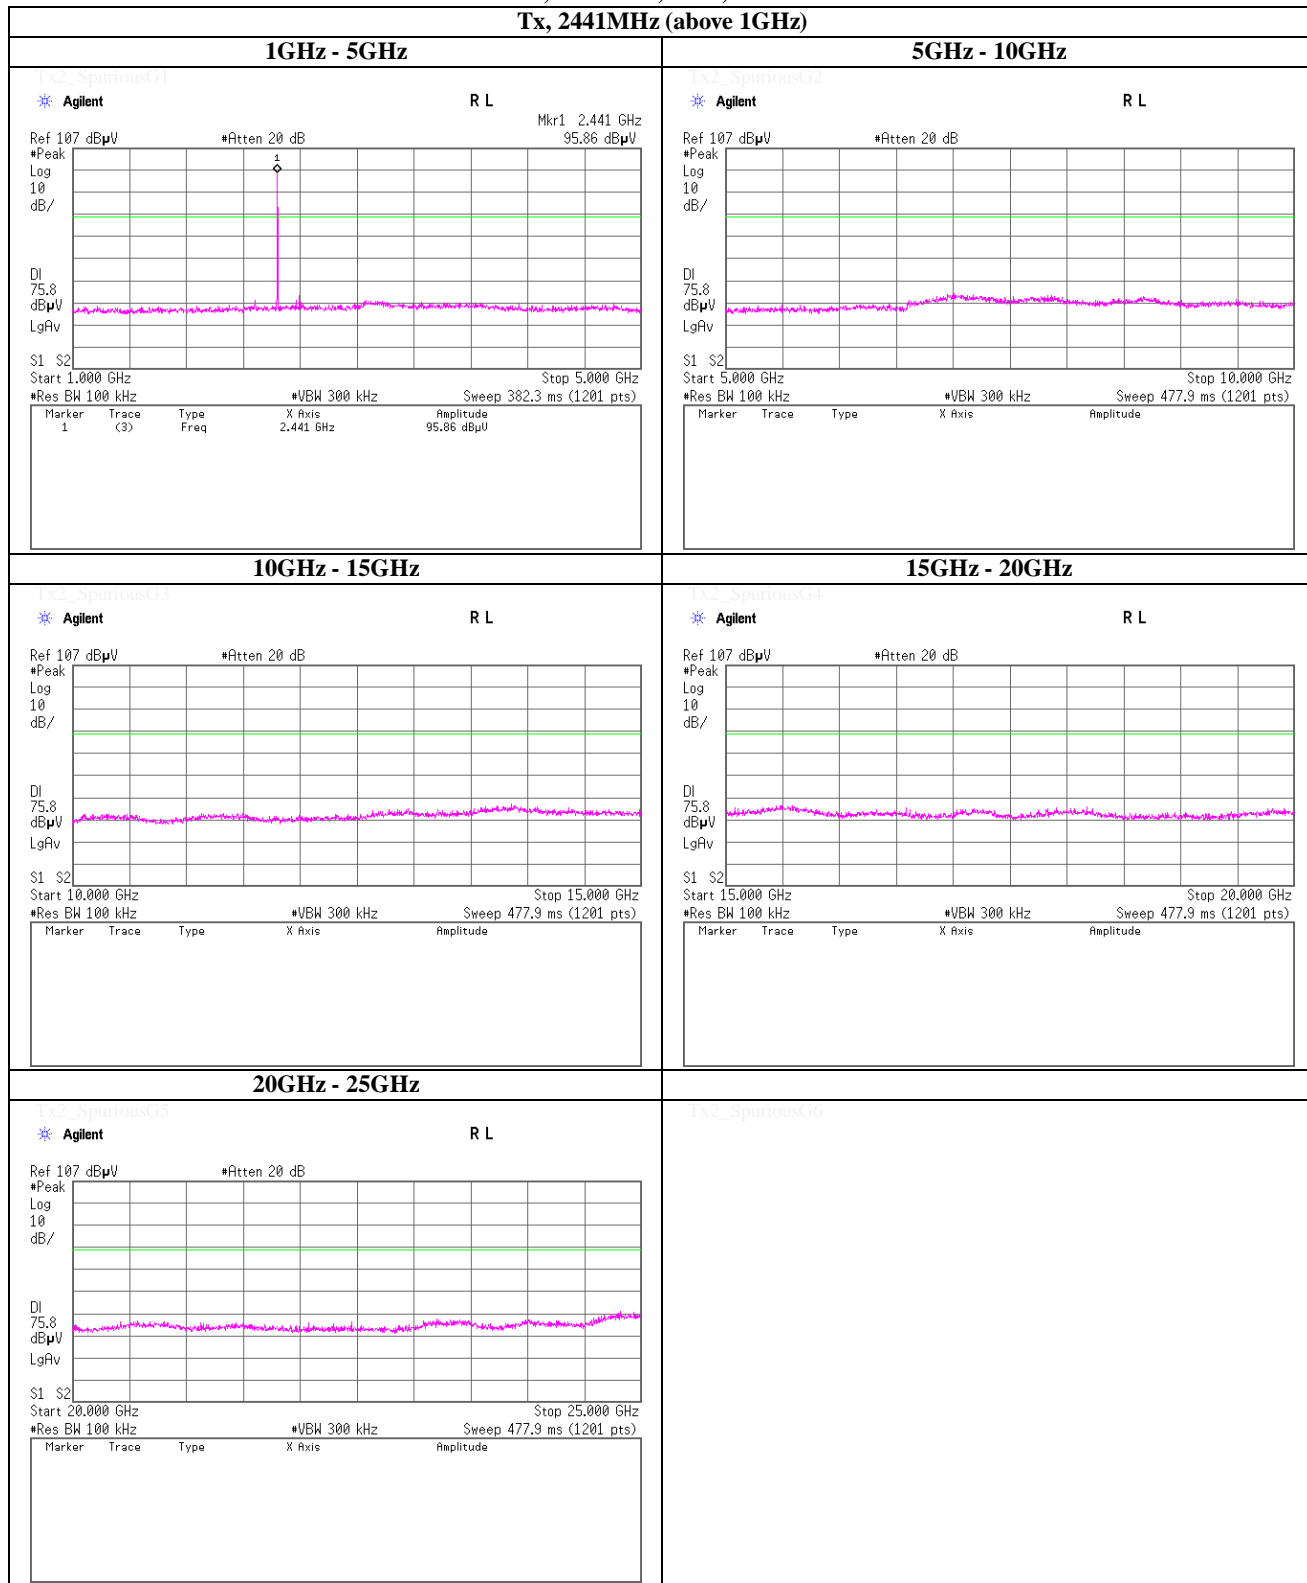 Tx, 2441MHz (above 1GHz)
1GHz - 5GHz
5GHz - 10GHz
Tx2_SpuriousG1
Agilent
R L
Mkr1 2.441 GHz
Ref 107 dBµV
#Atten 20 dB
95.86 dBµV
#Peak
Log
10
dB/
1
DI
75.8
dBµV
LgAv
S1 S2
Start 1.000 GHz
Stop 5.000 GHz
#Res BW 100 kHz
#VBW 300 kHz
Sweep 382.3 ms (1201 pts)
Marker Trace Type X Axis Amplitude
1 (3) Freq 2.441 GHz 95.86 dBµV
Tx2_SpuriousG2
Agilent
R L
Ref 107 dBµV
#Atten 20 dB
#Peak
Log
10
dB/
DI
75.8
dBµV
LgAv
S1 S2
Start 5.000 GHz
Stop 10.000 GHz
#Res BW 100 kHz
#VBW 300 kHz
Sweep 477.9 ms (1201 pts)
Marker Trace Type X Axis Amplitude
10GHz - 15GHz
15GHz - 20GHz
Tx2_SpuriousG3
Agilent
R L
Ref 107 dBµV
#Atten 20 dB
#Peak
Log
10
dB/
DI
75.8
dBµV
LgAv
S1 S2
Start 10.000 GHz
Stop 15.000 GHz
#Res BW 100 kHz
#VBW 300 kHz
Sweep 477.9 ms (1201 pts)
Marker Trace Type X Axis Amplitude
Tx2_SpuriousG4
Agilent
R L
Ref 107 dBµV
#Atten 20 dB
#Peak
Log
10
dB/
DI
75.8
dBµV
LgAv
S1 S2
Start 15.000 GHz
Stop 20.000 GHz
#Res BW 100 kHz
#VBW 300 kHz
Sweep 477.9 ms (1201 pts)
Marker Trace Type X Axis Amplitude
20GHz - 25GHz
Tx2_SpuriousG5
Agilent
R L
Ref 107 dBµV
#Atten 20 dB
#Peak
Log
10
dB/
DI
75.8
dBµV
LgAv
S1 S2
Start 20.000 GHz
Stop 25.000 GHz
#Res BW 100 kHz
#VBW 300 kHz
Sweep 477.9 ms (1201 pts)
Marker Trace Type X Axis Amplitude
Tx2_SpuriousG6